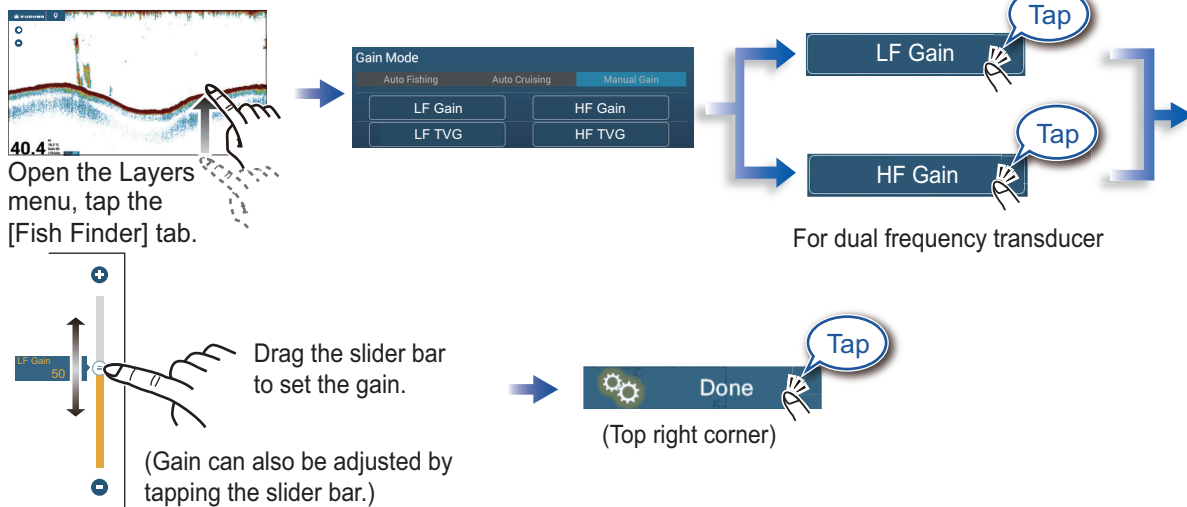 FURUNO
40.4
Open the Layers
menu, tap the
[Fish Finder] tab.
Gain Mode
Auto Fishing Auto Cruising Manual Gain
LF Gain HF Gain
LF TVG HF TVG
Tap
LF Gain
Tap
HF Gain
For dual frequency transducer
LF Gain
50
Drag the slider bar
to set the gain.
(Gain can also be adjusted by
tapping the slider bar.)
Tap
Done
(Top right corner)